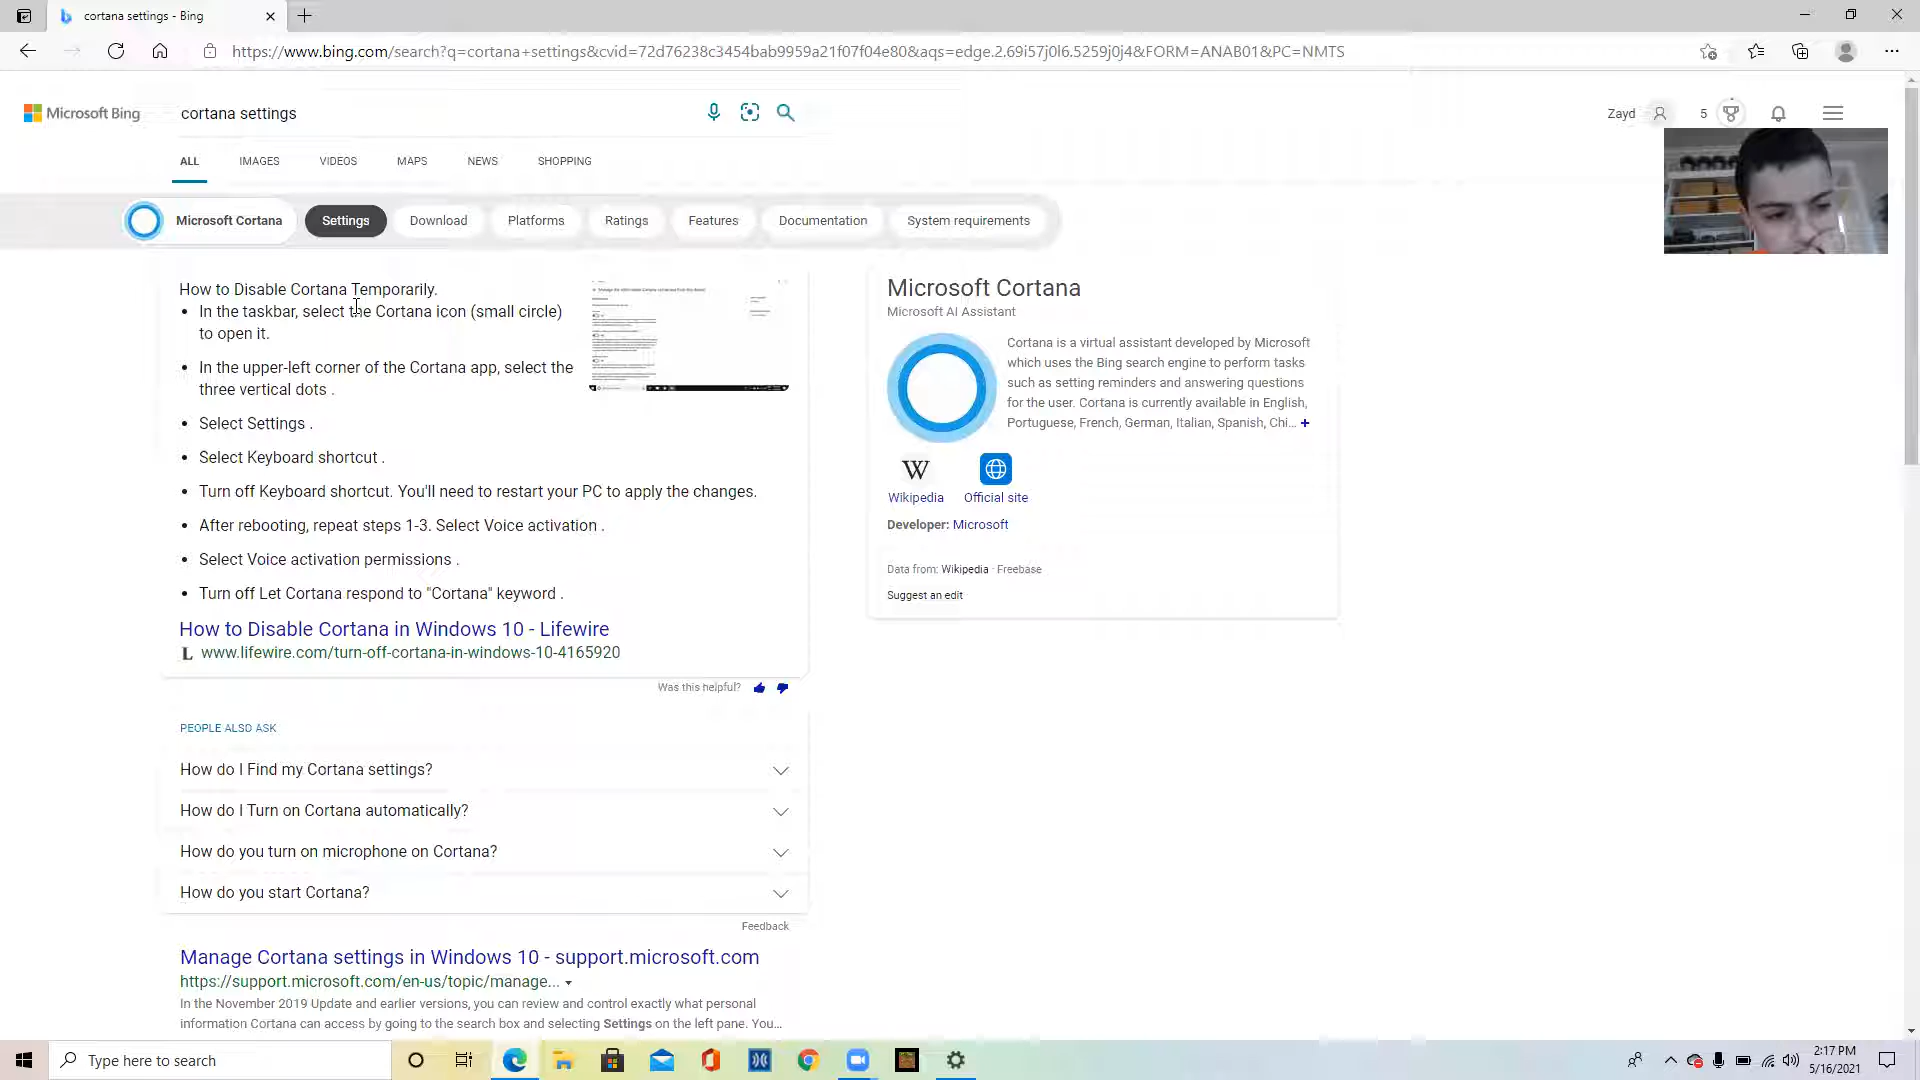 cortana settings - Bing
https://www.bing.com/search?q=cortana+settings&cvid=72d76238c3454bab9959a21f07f04e80&aqs=edge.2.69i57j0l6.5259j0j4&FORM=ANAB01&PC=NMTS
Microsoft Bing
cortana settings
Zayd
5
ALL IMAGES VIDEOS MAPS NEWS SHOPPING
Microsoft Cortana Settings Download Platforms Ratings Features Documentation System requirements
How to Disable Cortana Temporarily.
• In the taskbar, select the Cortana icon (small circle)
to open it.
• In the upper-left corner of the Cortana app, select the
three vertical dots .
• Select Settings .
• Select Keyboard shortcut .
• Turn off Keyboard shortcut. You'll need to restart your PC to apply the changes.
• After rebooting, repeat steps 1-3. Select Voice activation .
• Select Voice activation permissions .
• Turn off Let Cortana respond to "Cortana" keyword .
How to Disable Cortana in Windows 10 - Lifewire
L www.lifewire.com/turn-off-cortana-in-windows-10-4165920
Was this helpful?
PEOPLE ALSO ASK
How do I Find my Cortana settings?
How do I Turn on Cortana automatically?
How do you turn on microphone on Cortana?
How do you start Cortana?
Feedback
Manage Cortana settings in Windows 10 - support.microsoft.com
https://support.microsoft.com/en-us/topic/manage...
In the November 2019 Update and earlier versions, you can review and control exactly what personal
information Cortana can access by going to the search box and selecting Settings on the left pane. You...
Microsoft Cortana
Microsoft AI Assistant
Cortana is a virtual assistant developed by Microsoft
which uses the Bing search engine to perform tasks
such as setting reminders and answering questions
for the user. Cortana is currently available in English,
Portuguese, French, German, Italian, Spanish, Chi... +
W
Wikipedia Official site
Developer: Microsoft
Data from: Wikipedia · Freebase
Suggest an edit
Type here to search
2:17 PM
5/16/2021